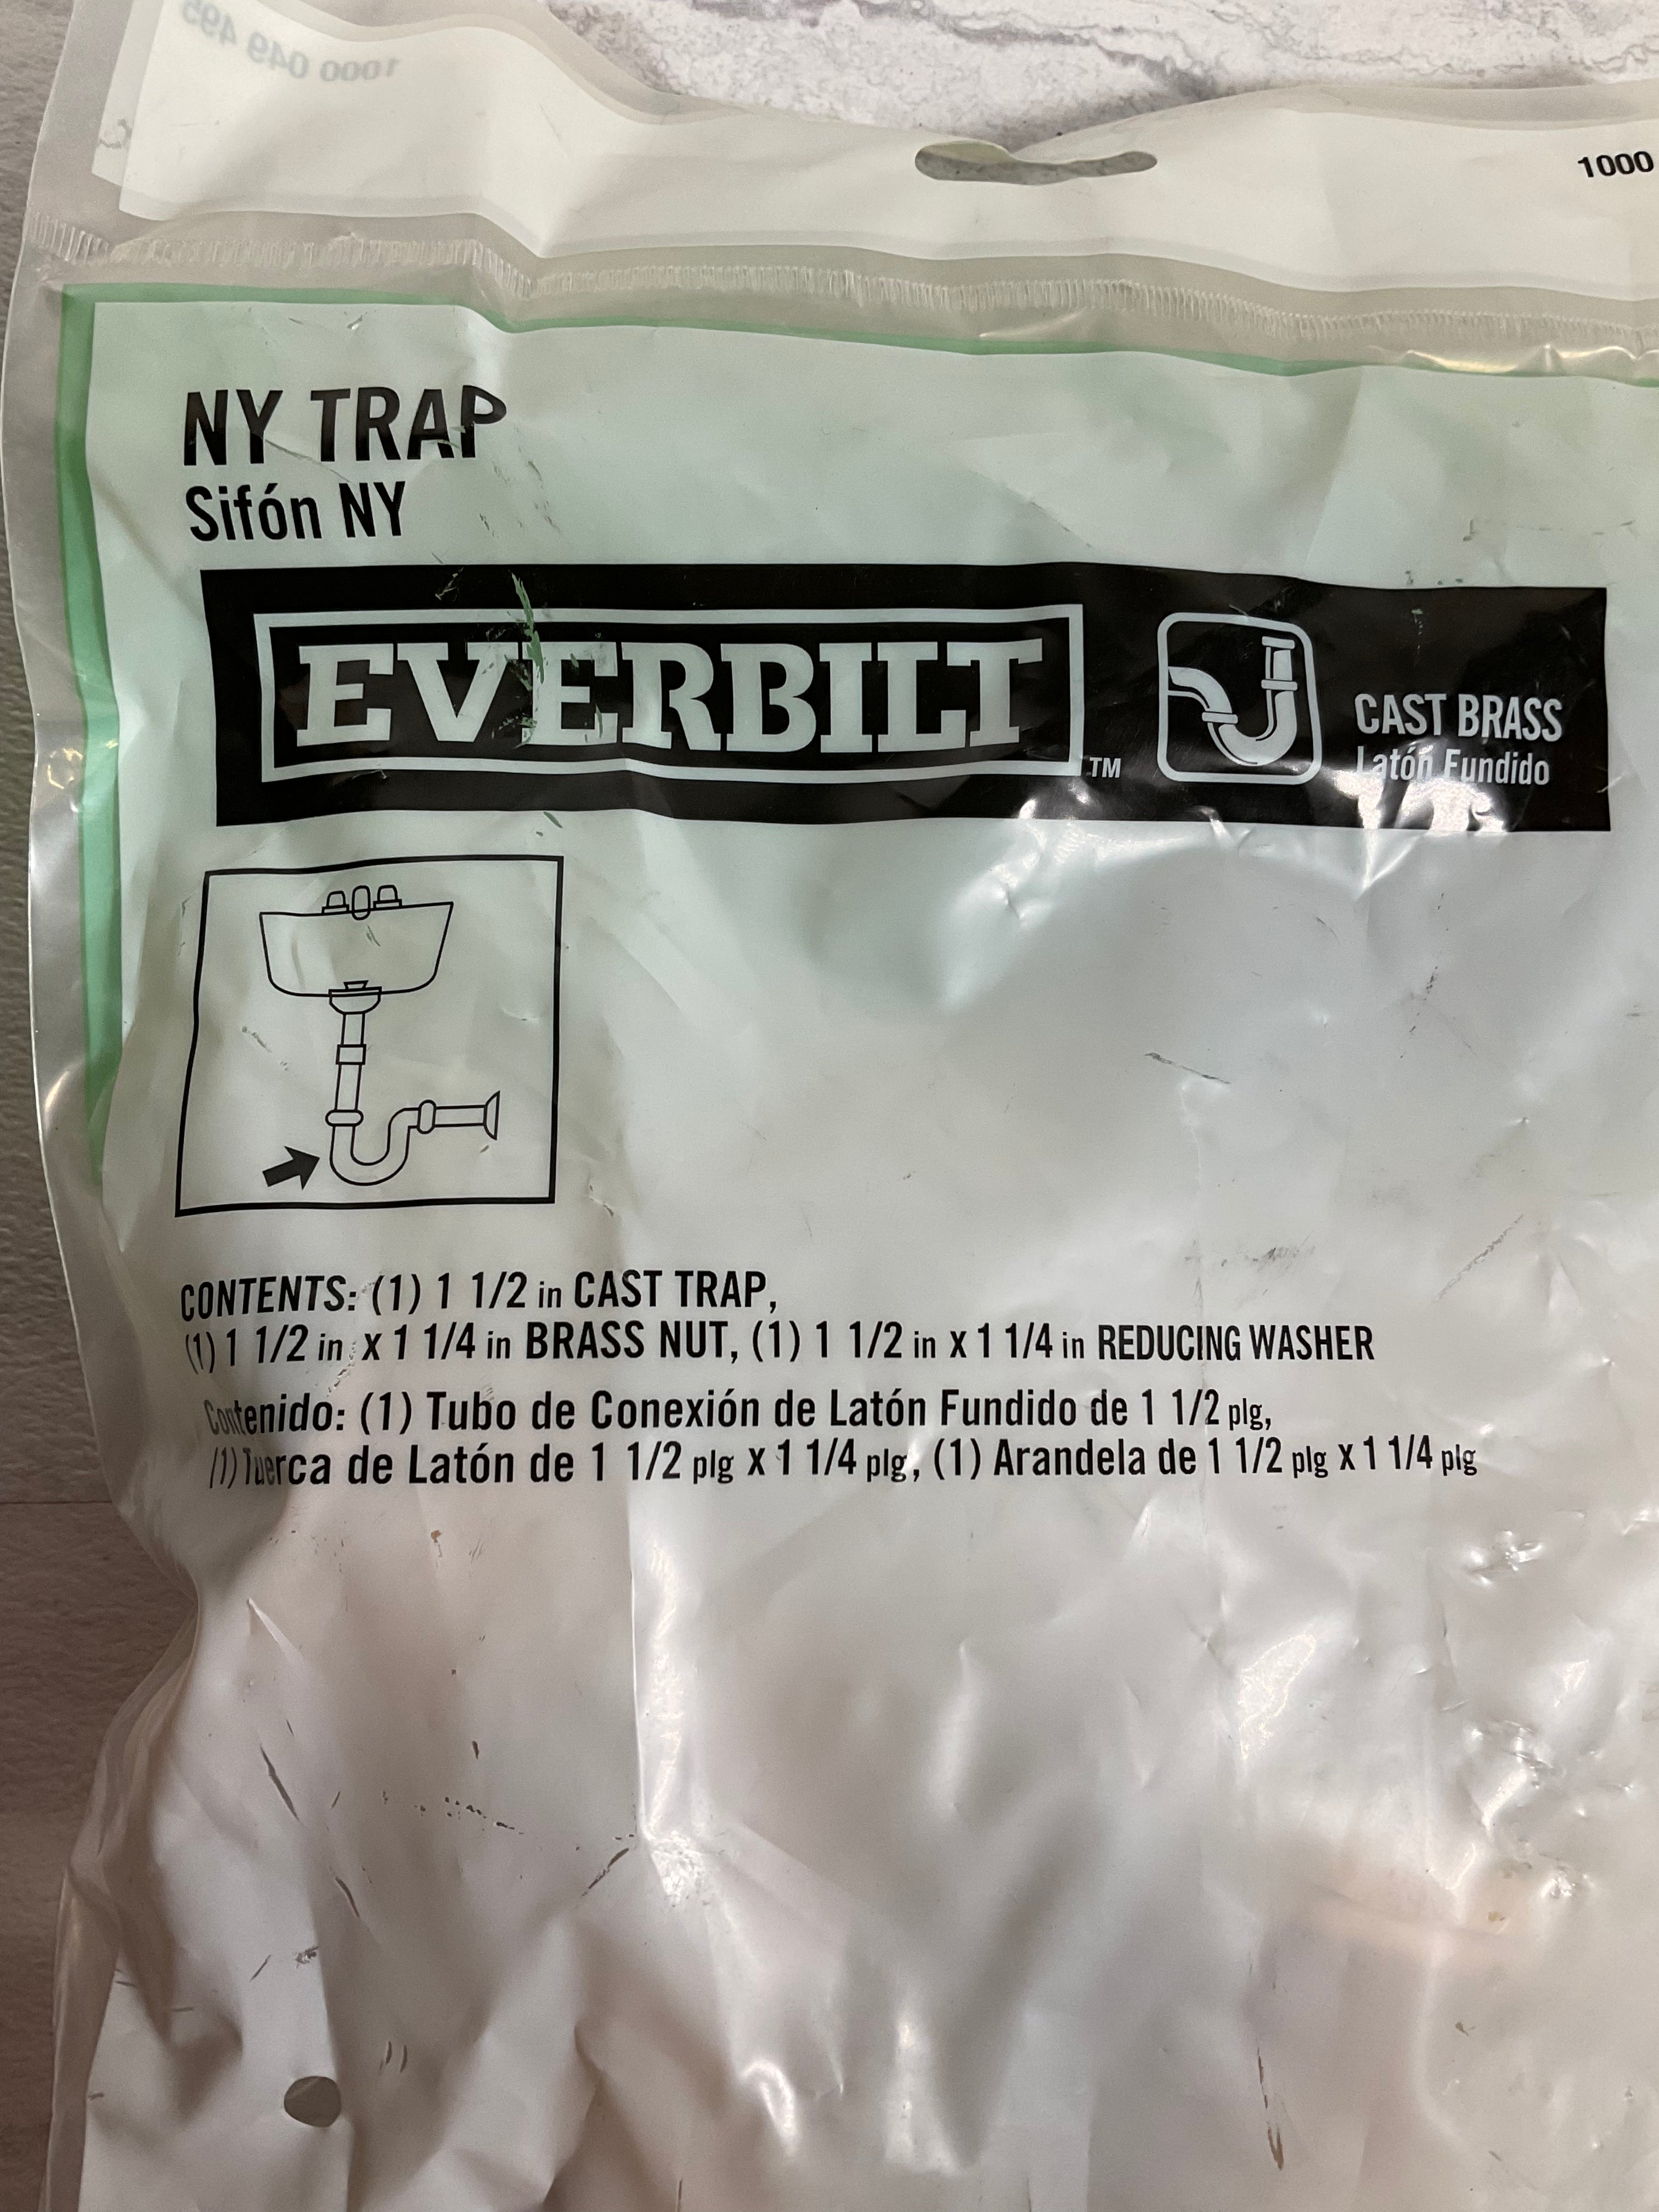 1000 049 495
1000
NY TRAP
Sifón NY
EVERBILT™
CAST BRASS
Latón Fundido
CONTENTS: (1) 1 1/2 in CAST TRAP,
(1) 1 1/2 in x 1 1/4 in BRASS NUT, (1) 1 1/2 in x 1 1/4 in REDUCING WASHER
Contenido: (1) Tubo de Conexión de Latón Fundido de 1 1/2 plg,
(1) Tuerca de Latón de 1 1/2 plg x 1 1/4 plg, (1) Arandela de 1 1/2 plg x 1 1/4 plg